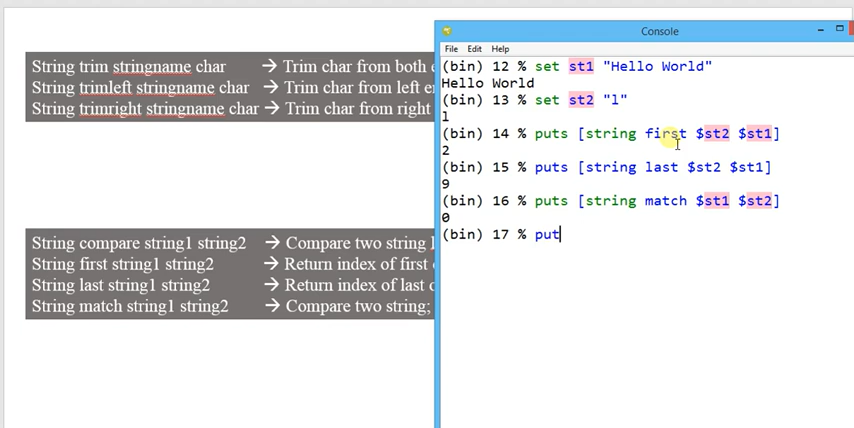 String trim stringname char → Trim char from both e
String trimleft stringname char → Trim char from left e
String trimright stringname char → Trim char from right
String compare string1 string2 → Compare two string l
String first string1 string2 → Return index of first
String last string1 string2 → Return index of last
String match string1 string2 → Compare two string;
Console
File Edit Help
(bin) 12 % set st1 "Hello World"
Hello World
(bin) 13 % set st2 "l"
l
(bin) 14 % puts [string first $st2 $st1]
2
(bin) 15 % puts [string last $st2 $st1]
9
(bin) 16 % puts [string match $st1 $st2]
0
(bin) 17 % put